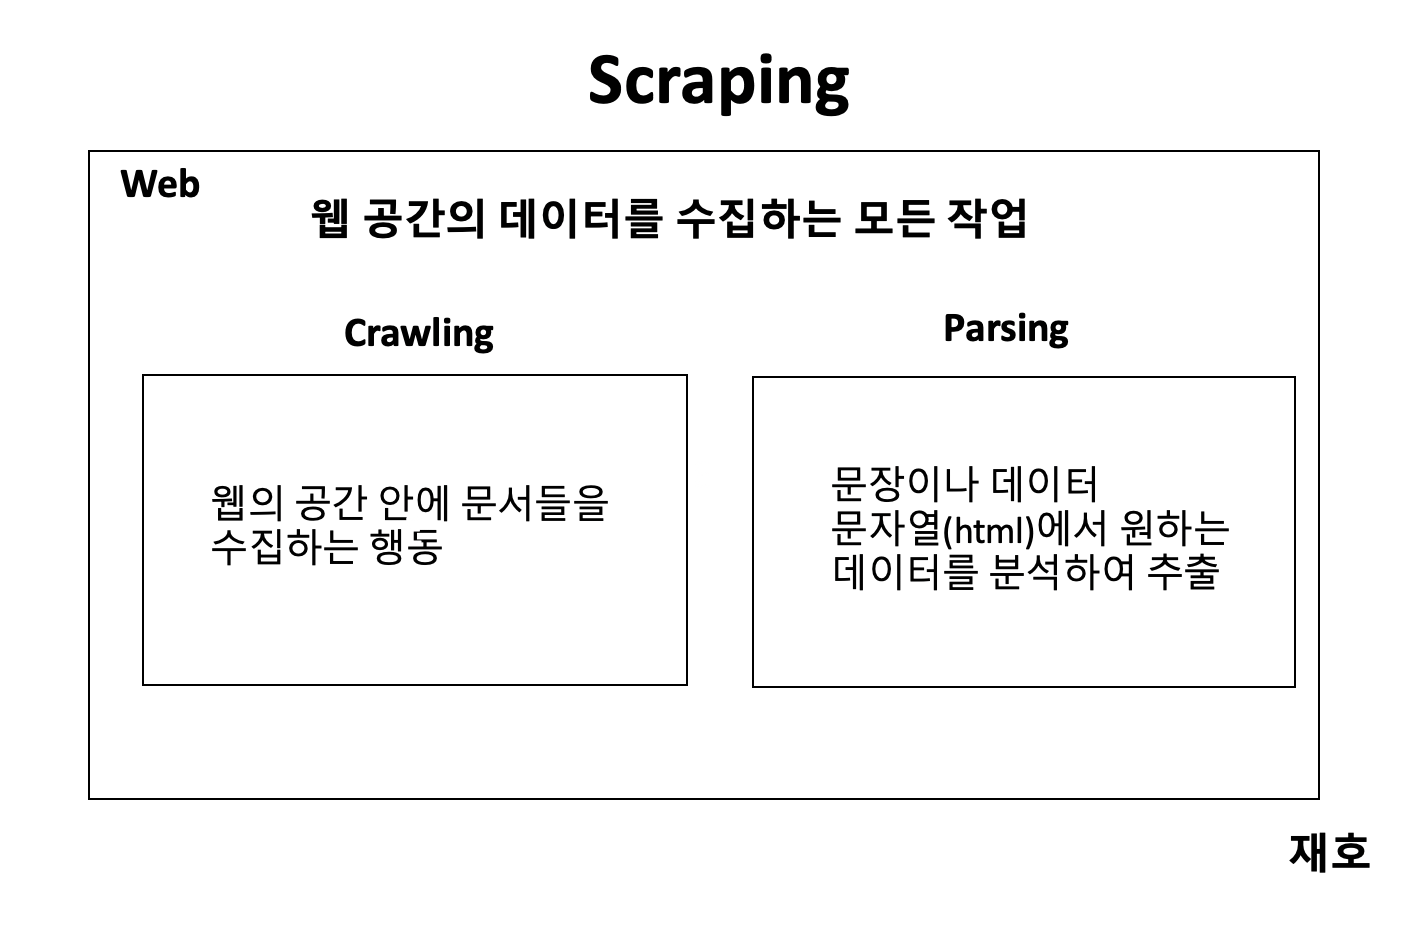 Scraping
Web
웹 공간의 데이터를 수집하는 모든 작업
Crawling
웹의 공간 안에 문서들을
수집하는 행동
Parsing
문장이나 데이터
문자열(html)에서 원하는
데이터를 분석하여 추출
재호